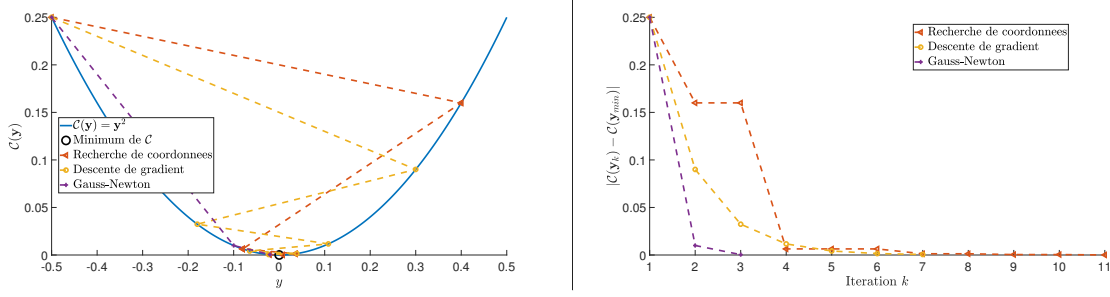 0.25
0.2
0.15
0.1
0.05
0
C(y)
C(y) = y²
Minimum de C
Recherche de coordonnees
Descente de gradient
Gauss-Newton
-0.5 -0.4 -0.3 -0.2 -0.1 0 0.1 0.2 0.3 0.4 0.5
y
0.25
0.2
0.15
0.1
0.05
0
|C(y_k) − C(y_min)|
Recherche de coordonnees
Descente de gradient
Gauss-Newton
1 2 3 4 5 6 7 8 9 10 11
Iteration k